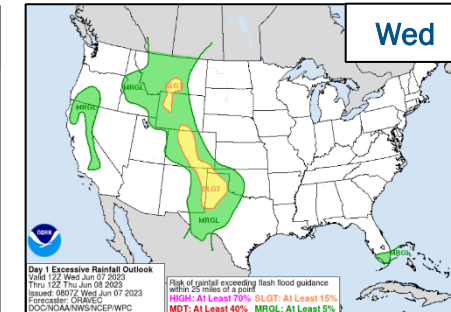 Wed
MRGL
SLGT
MRGL
SLGT
MRGL
MRGL
NOAA
Day 1 Excessive Rainfall Outlook
Valid 12Z Wed Jun 07 2023
Thru 12Z Thu Jun 08 2023
Issued: 0807Z Wed Jun 07 2023
Forecaster: ORAVEC
DOC/NOAA/NWS/NCEP/WPC
Risk of rainfall exceeding flash flood guidance
within 25 miles of a point
HIGH: At Least 70% SLGT: At Least 15%
MDT: At Least 40% MRGL: At Least 5%